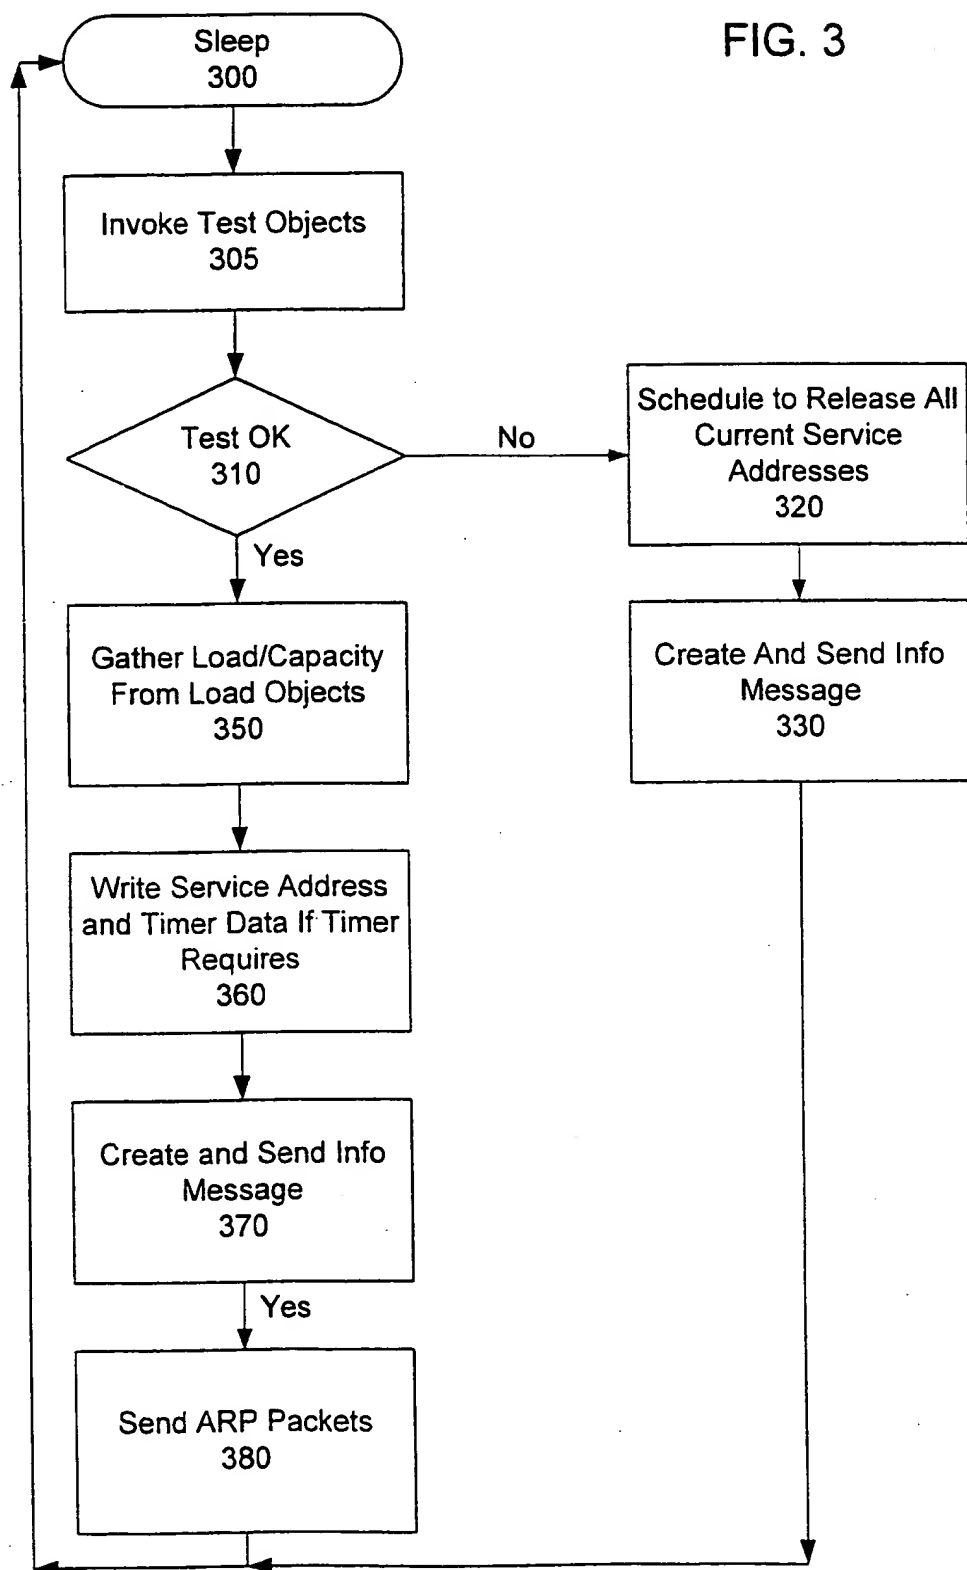 FIG. 3
Sleep
300
Invoke Test Objects
305
Test OK
310
No
Yes
Schedule to Release All
Current Service
Addresses
320
Create And Send Info
Message
330
Gather Load/Capacity
From Load Objects
350
Write Service Address
and Timer Data If Timer
Requires
360
Create and Send Info
Message
370
Yes
Send ARP Packets
380